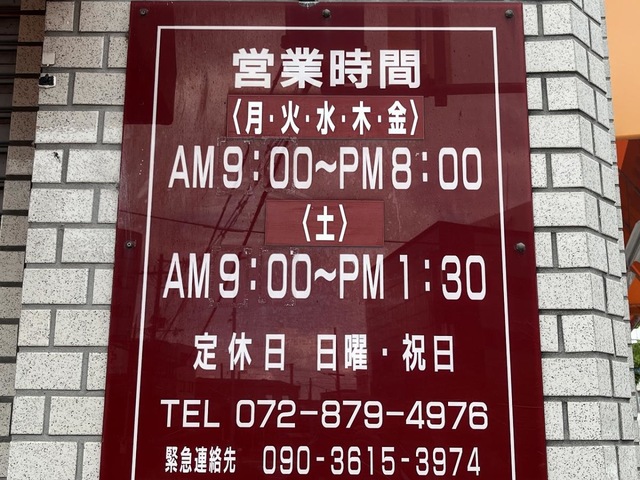 営業時間
〈月・火・水・木・金〉
AM9:00~PM8:00
〈土〉
AM9:00~PM1:30
定休日 日曜・祝日
TEL 072-879-4976
緊急連絡先 090-3615-3974